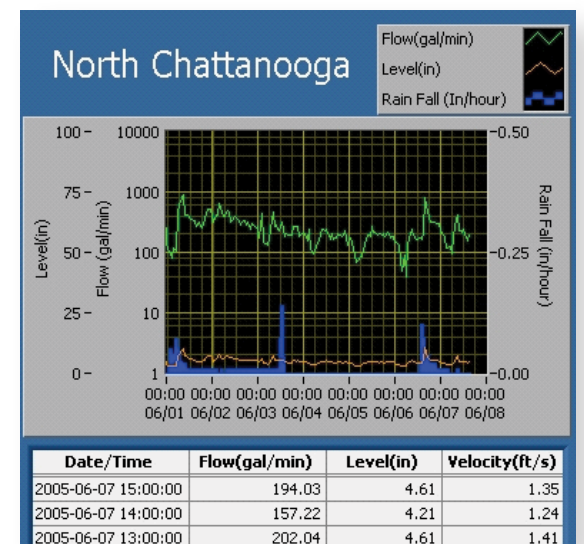 North Chattanooga
Flow(gal/min)
Level(in)
Rain Fall (In/hour)
100
75
50
25
0
Level(in)
10000
1000
100
10
1
Flow (gal/min)
-0.50
-0.25
-0.00
Rain Fall (in/hour)
00:00 00:00 00:00 00:00 00:00 00:00 00:00 00:00
06/01 06/02 06/03 06/04 06/05 06/06 06/07 06/08
Date/Time Flow(gal/min) Level(in) Velocity(ft/s)
2005-06-07 15:00:00 194.03 4.61 1.35
2005-06-07 14:00:00 157.22 4.21 1.24
2005-06-07 13:00:00 202.04 4.61 1.41